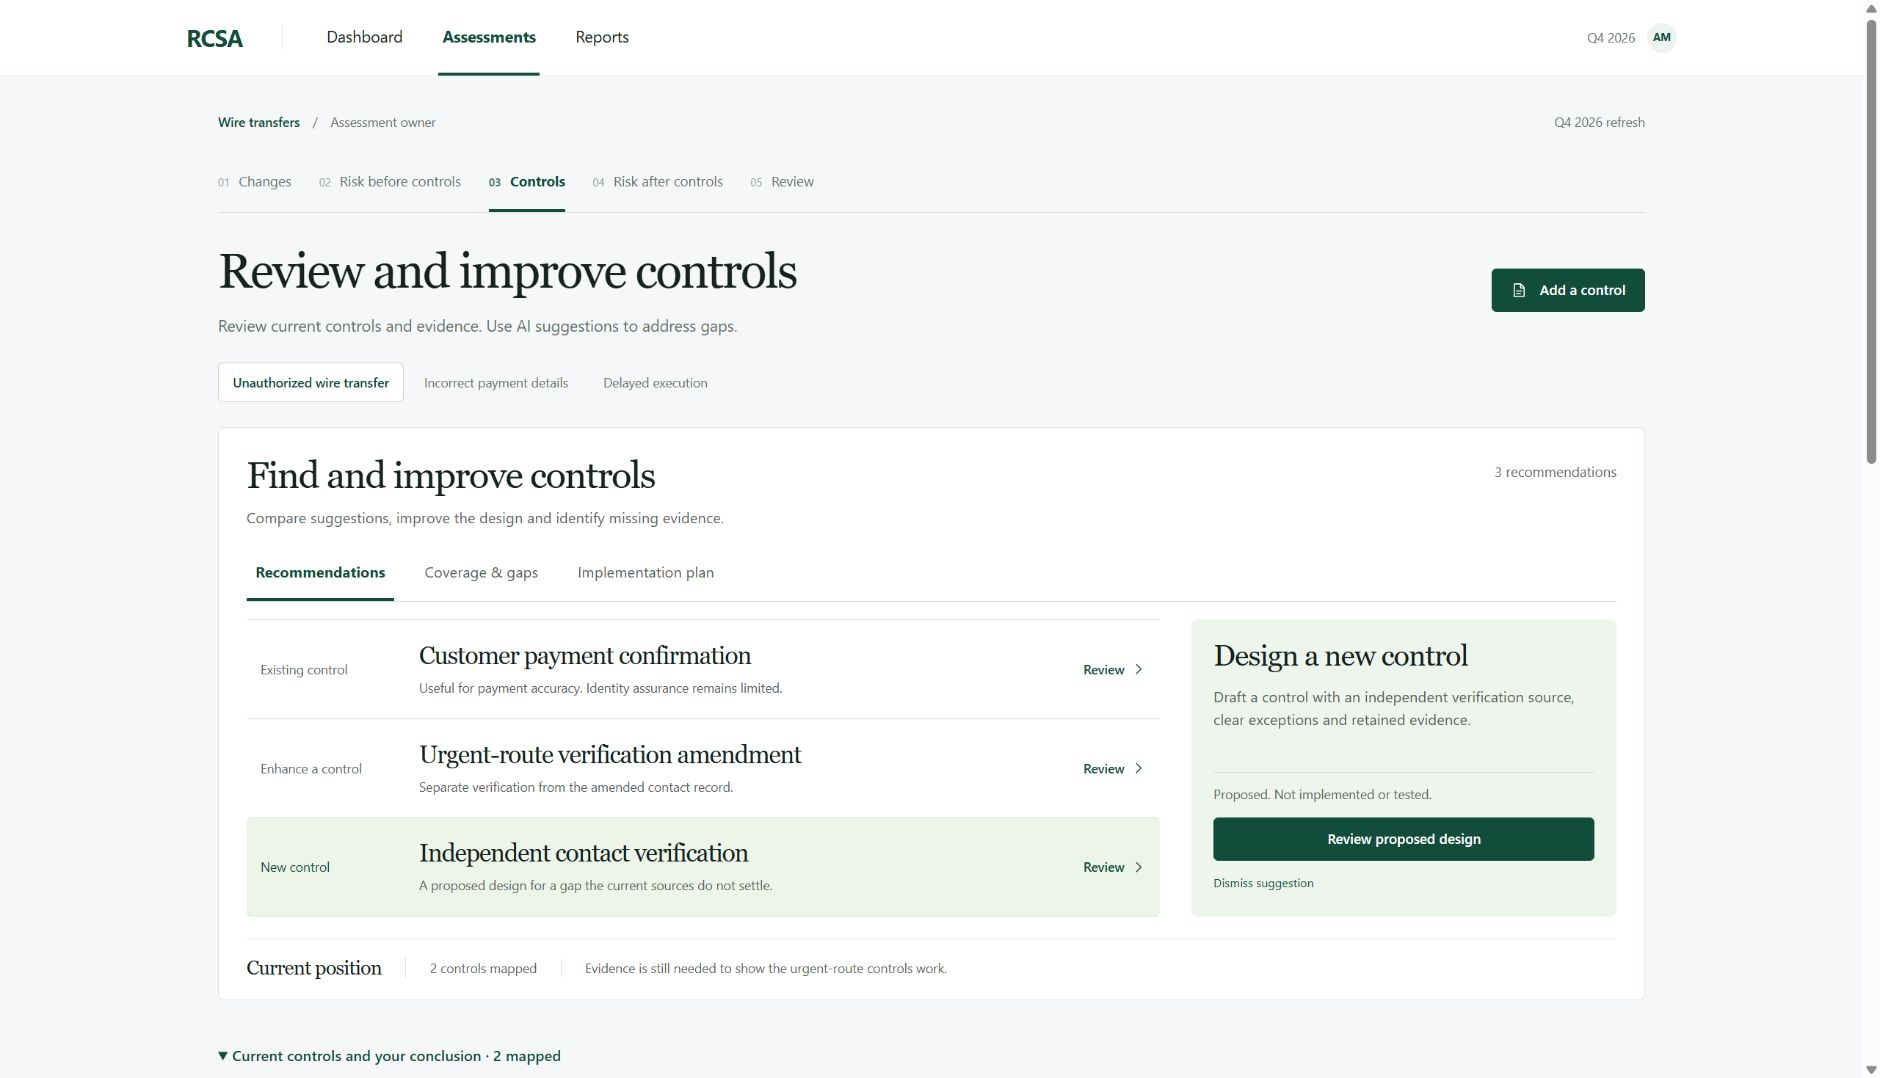 RCSA
Dashboard
Assessments
Reports
Q4 2026
AM
Wire transfers / Assessment owner
Q4 2026 refresh
01 Changes
02 Risk before controls
03 Controls
04 Risk after controls
05 Review
Review and improve controls
Review current controls and evidence. Use AI suggestions to address gaps.
Add a control
Unauthorized wire transfer
Incorrect payment details
Delayed execution
Find and improve controls
3 recommendations
Compare suggestions, improve the design and identify missing evidence.
Recommendations
Coverage & gaps
Implementation plan
Existing control
Customer payment confirmation
Useful for payment accuracy. Identity assurance remains limited.
Review
Enhance a control
Urgent-route verification amendment
Separate verification from the amended contact record.
Review
New control
Independent contact verification
A proposed design for a gap the current sources do not settle.
Review
Design a new control
Draft a control with an independent verification source,
clear exceptions and retained evidence.
Proposed. Not implemented or tested.
Review proposed design
Dismiss suggestion
Current position
2 controls mapped
Evidence is still needed to show the urgent-route controls work.
Current controls and your conclusion · 2 mapped